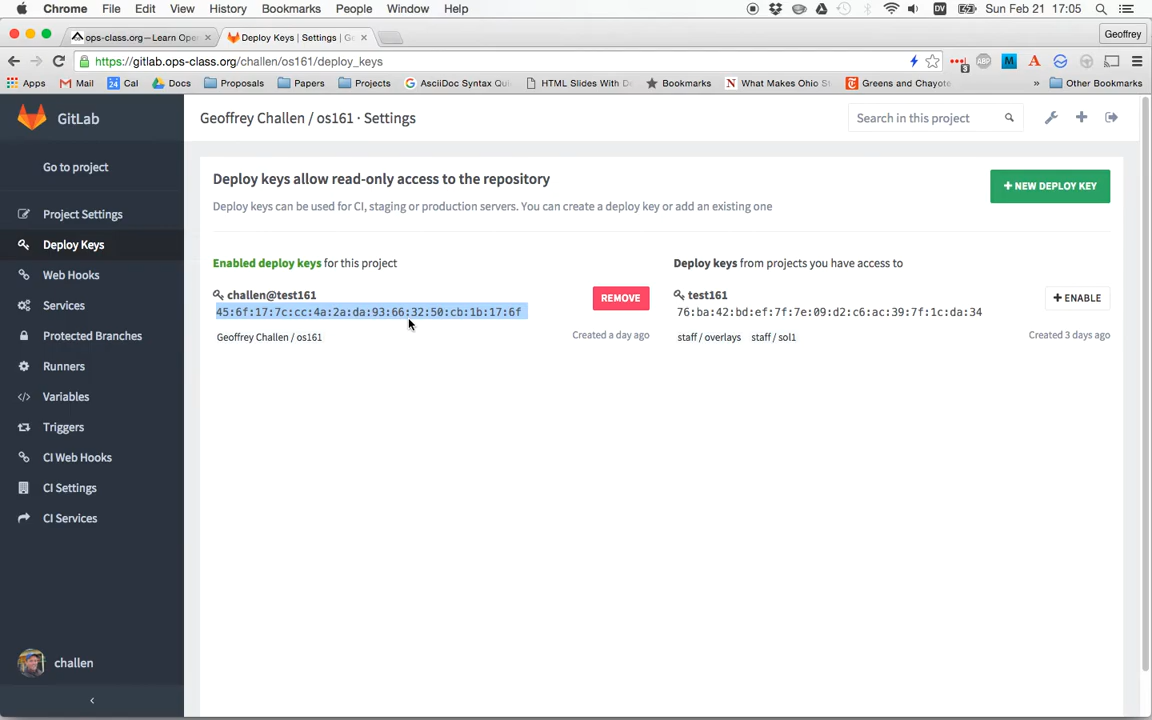 Chrome File Edit View History Bookmarks People Window Help DV Sun Feb 21 17:05
ops-class.org—Learn Oper Deploy Keys | Settings | G Geoffrey
https://gitlab.ops-class.org/challen/os161/deploy_keys 3 ABP M A
Apps Gmail 24 Cal Docs Proposals Papers Projects AsciiDoc Syntax Qu HTML Slides With D Bookmarks What Makes Ohio S Greens and Chayote » Other Bookmarks
GitLab
Geoffrey Challen / os161 · Settings
Search in this project
Go to project
Project Settings
Deploy Keys
Web Hooks
Services
Protected Branches
Runners
Variables
Triggers
CI Web Hooks
CI Settings
CI Services
challen
Deploy keys allow read-only access to the repository
Deploy keys can be used for CI, staging or production servers. You can create a deploy key or add an existing one
+ NEW DEPLOY KEY
Enabled deploy keys for this project
challen@test161
45:6f:17:7c:cc:4a:2a:da:93:66:32:50:cb:1b:17:6f
REMOVE
Geoffrey Challen / os161
Created a day ago
Deploy keys from projects you have access to
test161
76:ba:42:bd:ef:7f:7e:09:d2:c6:ac:39:7f:1c:da:34
+ ENABLE
staff / overlays staff / sol1
Created 3 days ago